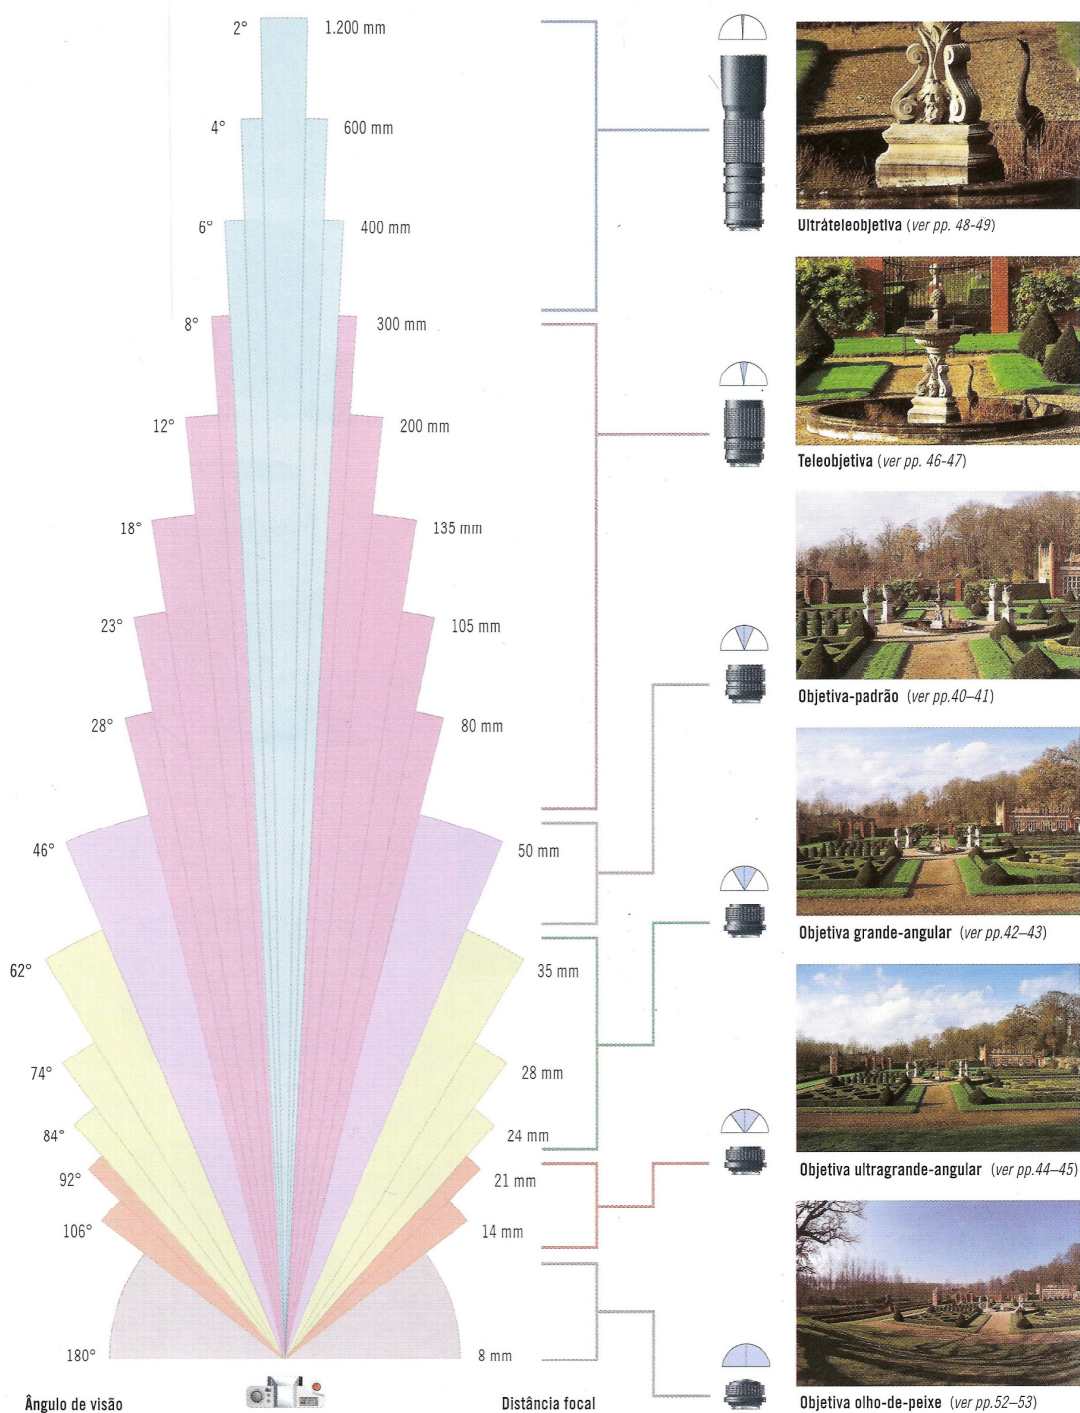 2° 1.200 mm
4° 600 mm
6° 400 mm
8° 300 mm
12° 200 mm
18° 135 mm
23° 105 mm
28° 80 mm
46° 50 mm
62° 35 mm
74° 28 mm
84° 24 mm
92° 21 mm
106° 14 mm
180° 8 mm
Ângulo de visão
Distância focal
Ultrateleobjetiva (ver pp. 48-49)
Teleobjetiva (ver pp. 46-47)
Objetiva-padrão (ver pp.40–41)
Objetiva grande-angular (ver pp.42–43)
Objetiva ultragrande-angular (ver pp.44–45)
Objetiva olho-de-peixe (ver pp.52–53)